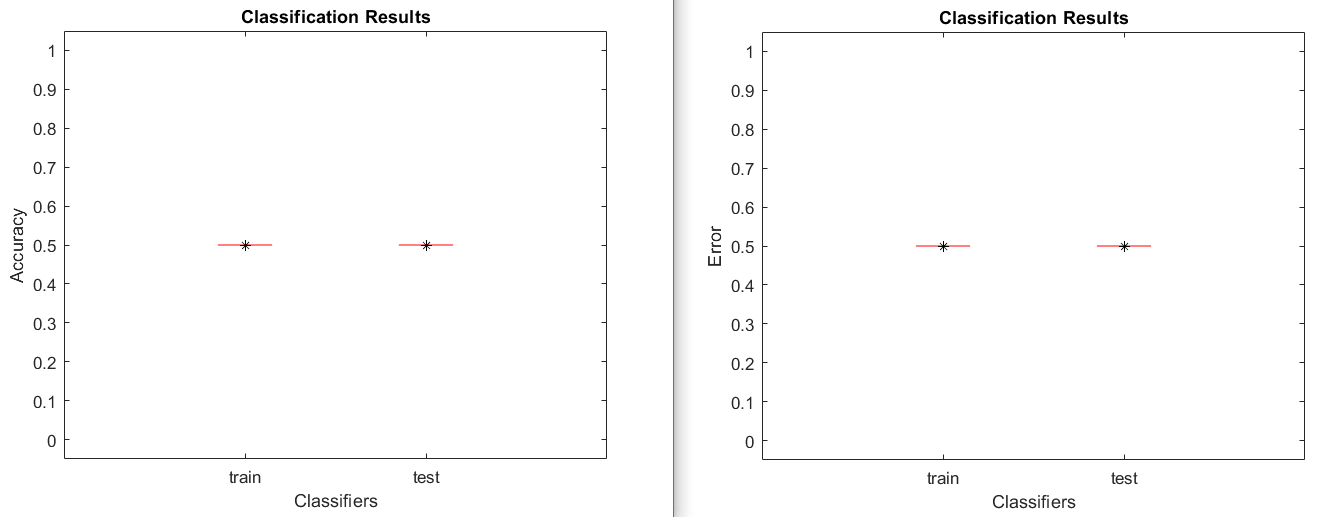 Classification Results
1
0.9
0.8
0.7
0.6
0.5
0.4
0.3
0.2
0.1
0
Accuracy
train test
Classifiers
Classification Results
1
0.9
0.8
0.7
0.6
0.5
0.4
0.3
0.2
0.1
0
Error
train test
Classifiers